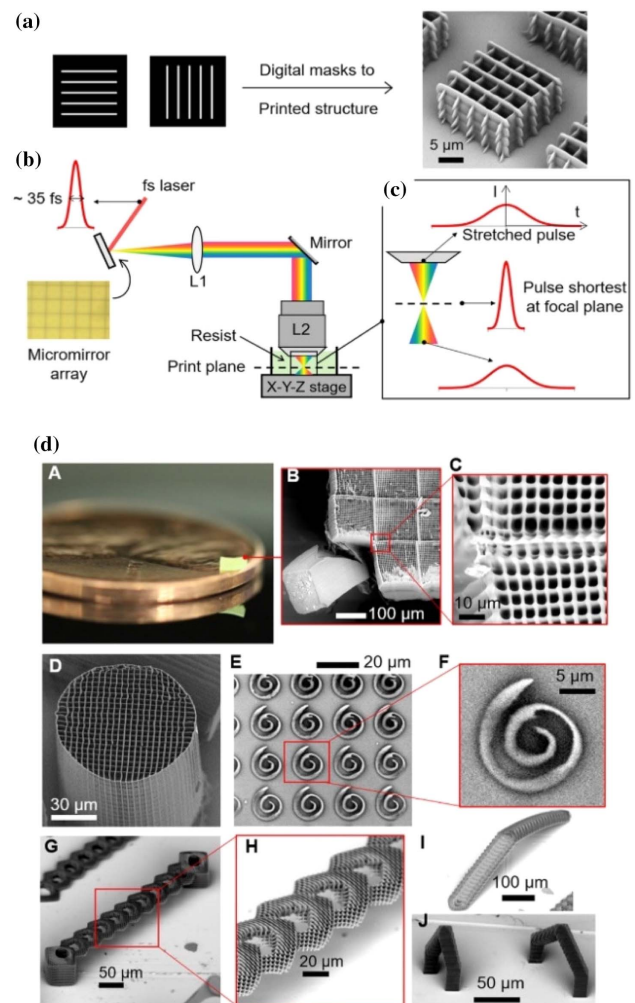 (a)
Digital masks to
Printed structure
5 µm
(b)
~ 35 fs
fs laser
Mirror
L1
L2
Micromirror
array
Resist
Print plane
X-Y-Z stage
(c)
I
t
Stretched pulse
Pulse shortest
at focal plane
(d)
A
B
100 µm
C
10 µm
D
30 µm
E
20 µm
F
5 µm
G
50 µm
H
20 µm
I
100 µm
J
50 µm